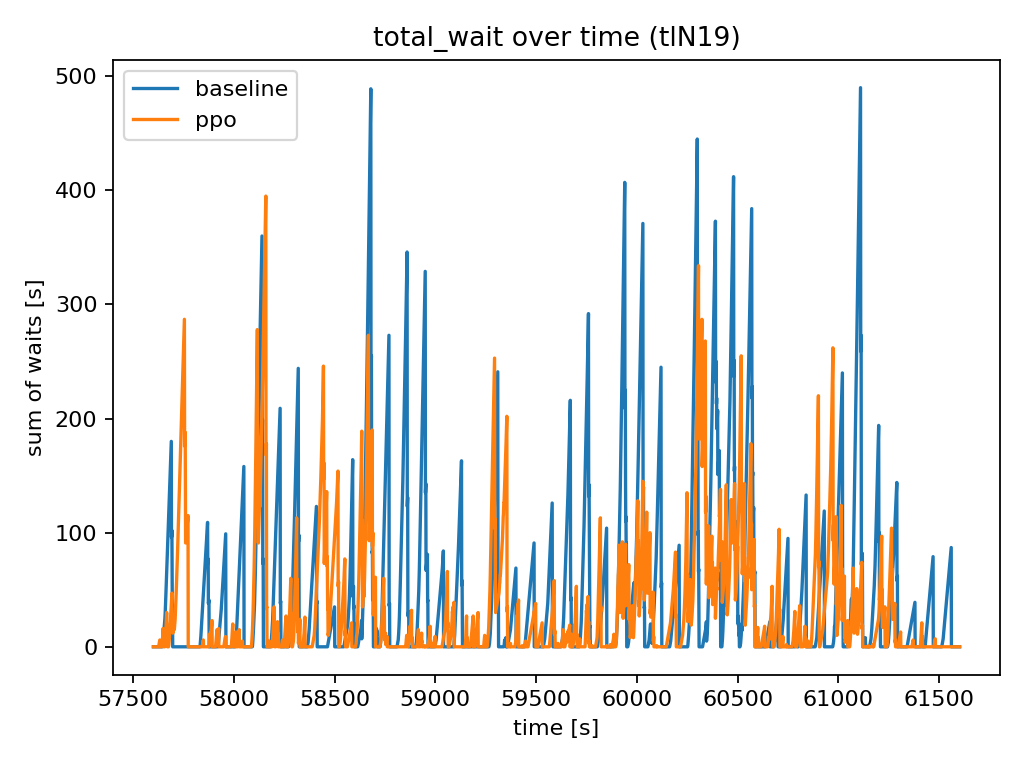 total_wait over time (tlN19)
baseline
ppo
sum of waits [s]
500
400
300
200
100
0
57500 58000 58500 59000 59500 60000 60500 61000 61500
time [s]